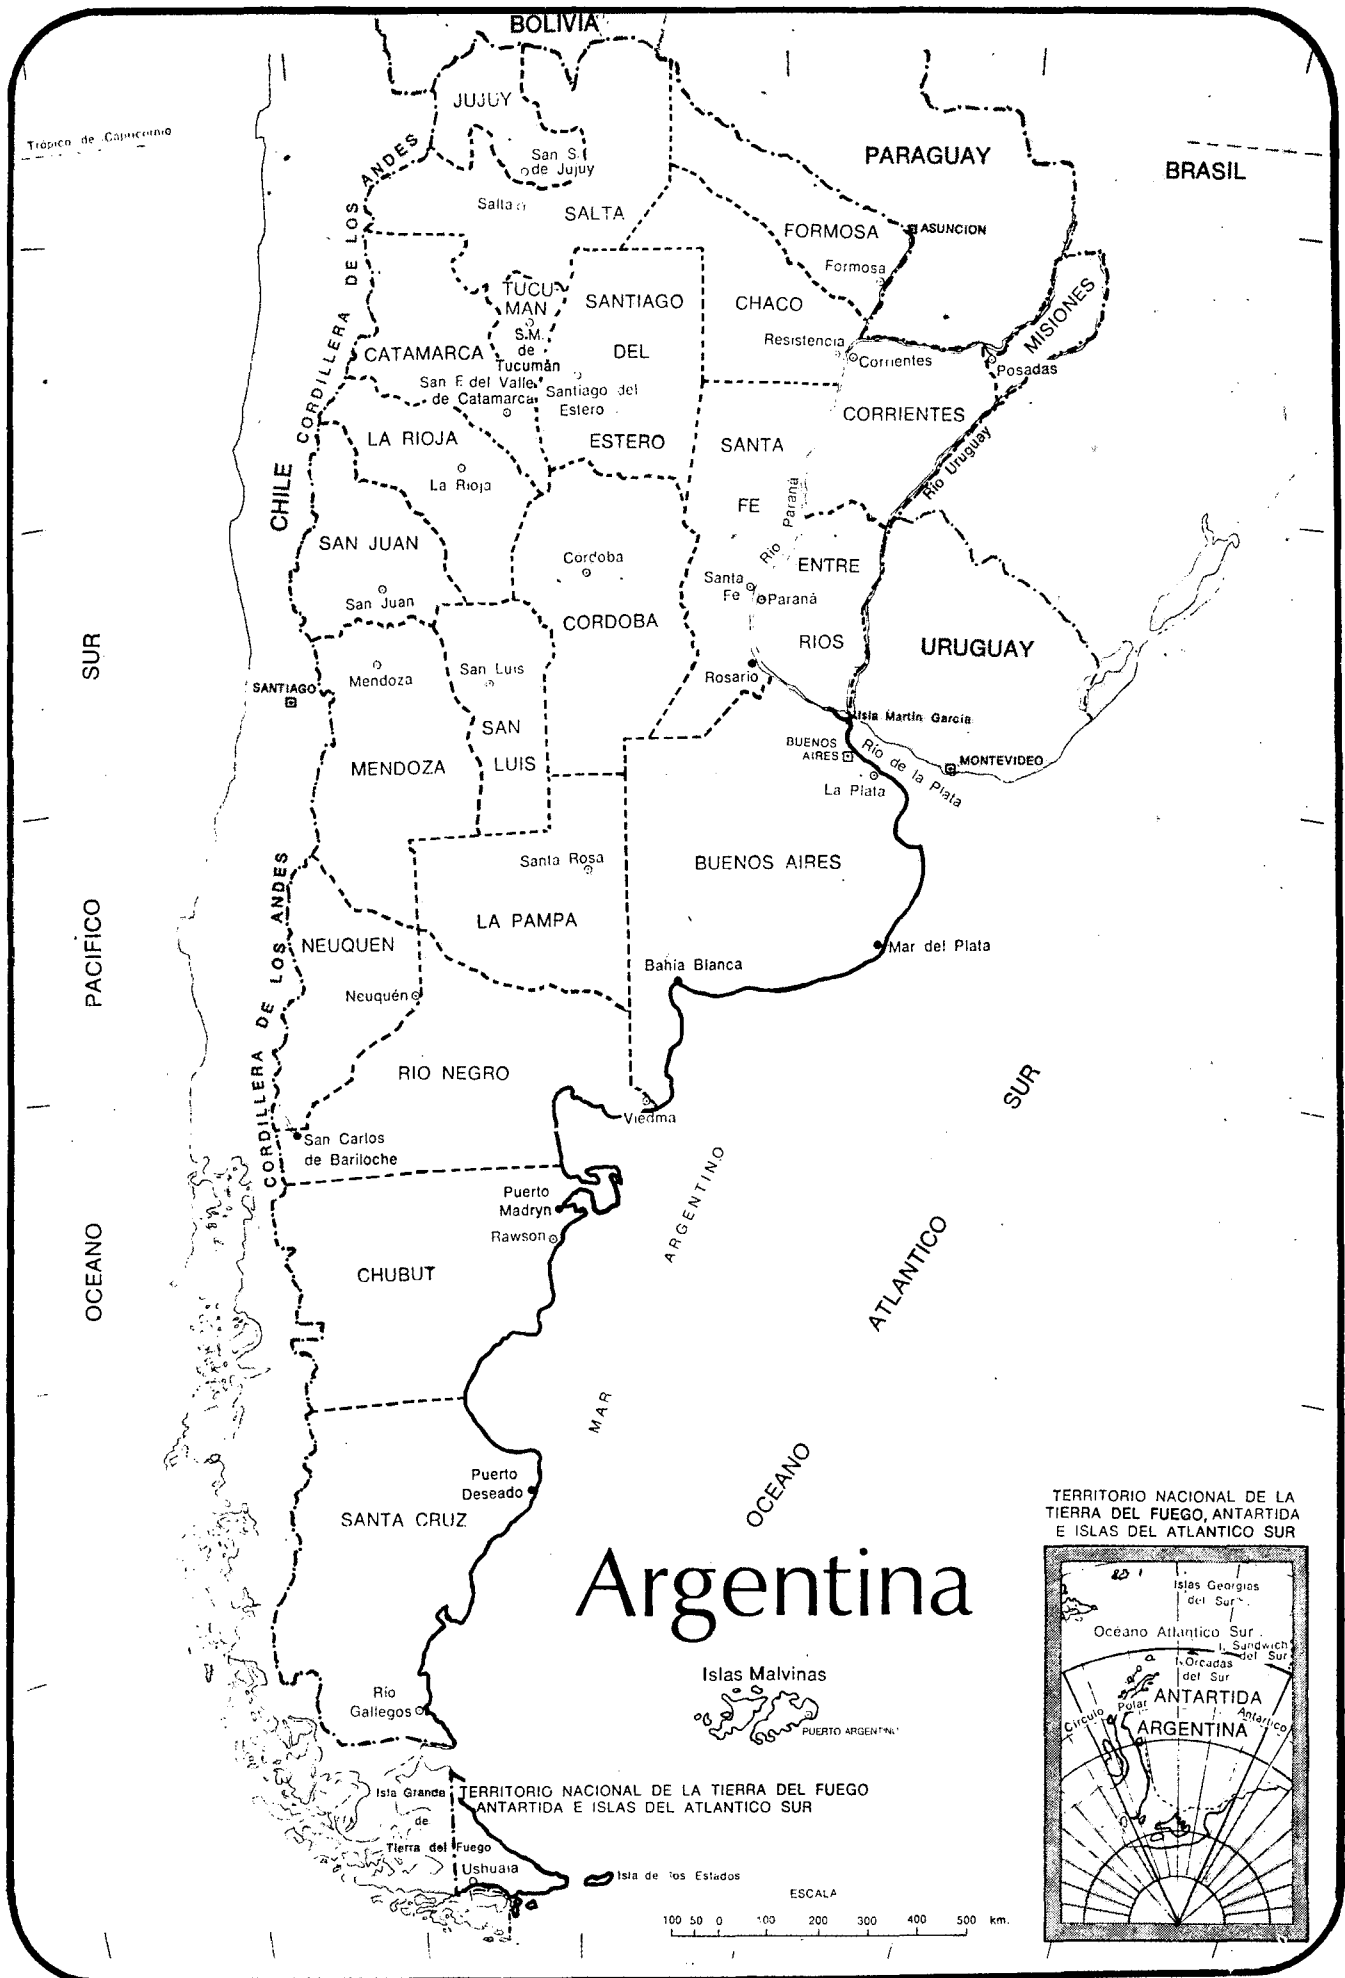 BOLIVIA
JUJUY
Trópico de Capricornio
PARAGUAY
BRASIL
San S.
de Jujuy
CORDILLERA DE LOS ANDES
Salta
SALTA
FORMOSA
ASUNCION
Formosa
TUCU-
MAN
SANTIAGO
CHACO
MISIONES
S.M.
de
Tucumán
Resistencia
DEL
CATAMARCA
Corrientes
Posadas
San F. del Valle
de Catamarca
Santiago del
Estero
CORRIENTES
LA RIOJA
ESTERO
SANTA
La Rioja
Río Uruguay
CHILE
FE
Río Paraná
SAN JUAN
Cordoba
ENTRE
Santa
Fe
Paraná
San Juan
CORDOBA
RIOS
URUGUAY
SUR
San Luis
Mendoza
Rosario
SANTIAGO
Isla Martín García
SAN
BUENOS
AIRES
Río de la Plata
MONTEVIDEO
MENDOZA
LUIS
La Plata
Santa Rosa
BUENOS AIRES
CORDILLERA DE LOS ANDES
LA PAMPA
PACIFICO
NEUQUEN
Mar del Plata
Bahía Blanca
Neuquén
RIO NEGRO
SUR
Viedma
San Carlos
de Bariloche
ARGENTINO
Puerto
Madryn
Rawson
OCEANO
ATLANTICO
CHUBUT
MAR
OCEANO
Puerto
Deseado
SANTA CRUZ
TERRITORIO NACIONAL DE LA
TIERRA DEL FUEGO, ANTARTIDA
E ISLAS DEL ATLANTICO SUR
Argentina
Islas Georgias
del Sur
Océano Atlantico Sur
I. Sandwich
del Sur
I. Orcadas
del Sur
Islas Malvinas
PUERTO ARGENTINO
Círculo Polar Antártico
ANTARTIDA
ARGENTINA
Río
Gallegos
Isla Grande
de
Tierra del Fuego
TERRITORIO NACIONAL DE LA TIERRA DEL FUEGO
ANTARTIDA E ISLAS DEL ATLANTICO SUR
Ushuaia
Isla de los Estados
ESCALA
100 50 0 100 200 300 400 500 km.